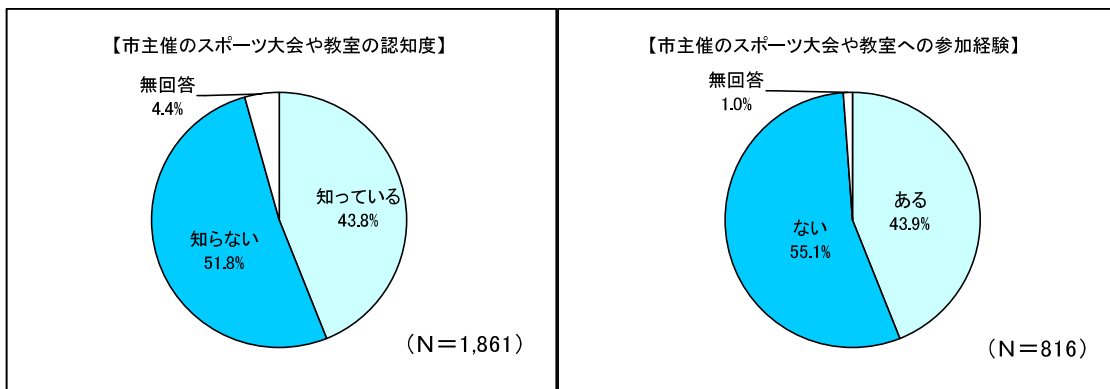 【市主催のスポーツ大会や教室の認知度】
無回答
4.4%
知っている
43.8%
知らない
51.8%
(N=1,861)
【市主催のスポーツ大会や教室への参加経験】
無回答
1.0%
ある
43.9%
ない
55.1%
(N=816)